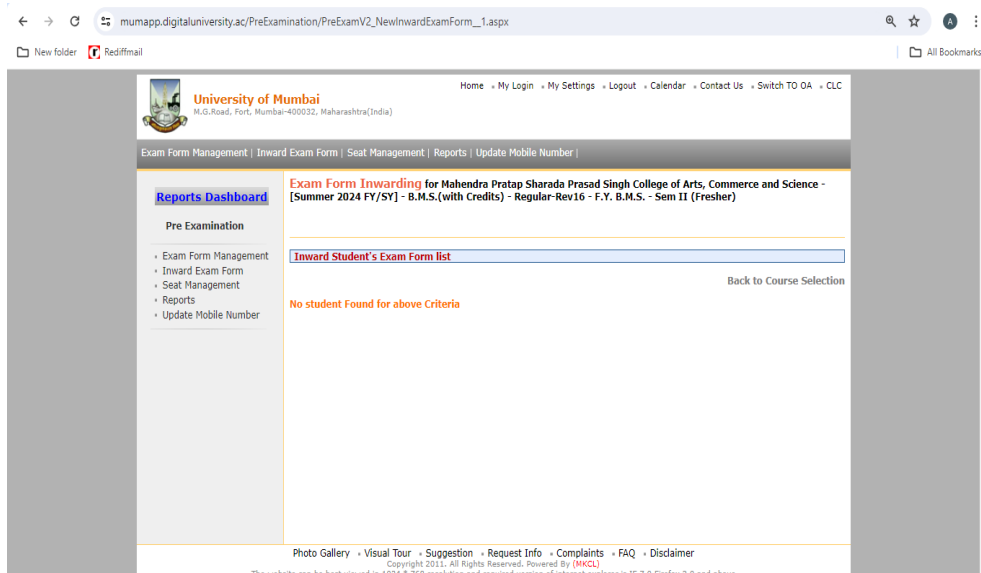 mumapp.digitaluniversity.ac/PreExamination/PreExamV2_NewInwardExamForm__1.aspx
A
New folder Rediffmail All Bookmarks
Home My Login My Settings Logout Calendar Contact Us Switch TO OA CLC
University of Mumbai
M.G.Road, Fort, Mumbai-400032, Maharashtra(India)
Exam Form Management | Inward Exam Form | Seat Management | Reports | Update Mobile Number |
Reports Dashboard
Pre Examination
Exam Form Management
Inward Exam Form
Seat Management
Reports
Update Mobile Number
Exam Form Inwarding for Mahendra Pratap Sharada Prasad Singh College of Arts, Commerce and Science -
[Summer 2024 FY/SY] - B.M.S.(with Credits) - Regular-Rev16 - F.Y. B.M.S. - Sem II (Fresher)
Inward Student's Exam Form list
Back to Course Selection
No student Found for above Criteria
Photo Gallery Visual Tour Suggestion Request Info Complaints FAQ Disclaimer
Copyright 2011. All Rights Reserved. Powered By (MKCL)